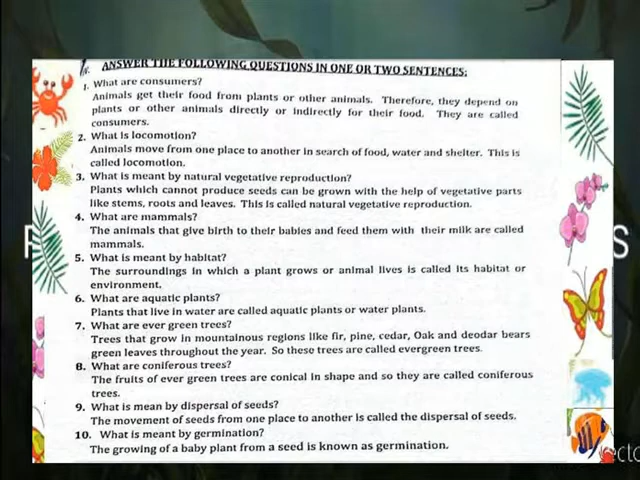 IV. ANSWER THE FOLLOWING QUESTIONS IN ONE OR TWO SENTENCES:
1. What are consumers?
Animals get their food from plants or other animals. Therefore, they depend on
plants or other animals directly or indirectly for their food. They are called
consumers.
2. What is locomotion?
Animals move from one place to another in search of food, water and shelter. This is
called locomotion.
3. What is meant by natural vegetative reproduction?
Plants which cannot produce seeds can be grown with the help of vegetative parts
like stems, roots and leaves. This is called natural vegetative reproduction.
4. What are mammals?
The animals that give birth to their babies and feed them with their milk are called
mammals.
5. What is meant by habitat?
The surroundings in which a plant grows or animal lives is called its habitat or
environment.
6. What are aquatic plants?
Plants that live in water are called aquatic plants or water plants.
7. What are ever green trees?
Trees that grow in mountainous regions like fir, pine, cedar, Oak and deodar bears
green leaves throughout the year. So these trees are called evergreen trees.
8. What are coniferous trees?
The fruits of ever green trees are conical in shape and so they are called coniferous
trees.
9. What is mean by dispersal of seeds?
The movement of seeds from one place to another is called the dispersal of seeds.
10. What is meant by germination?
The growing of a baby plant from a seed is known as germination.